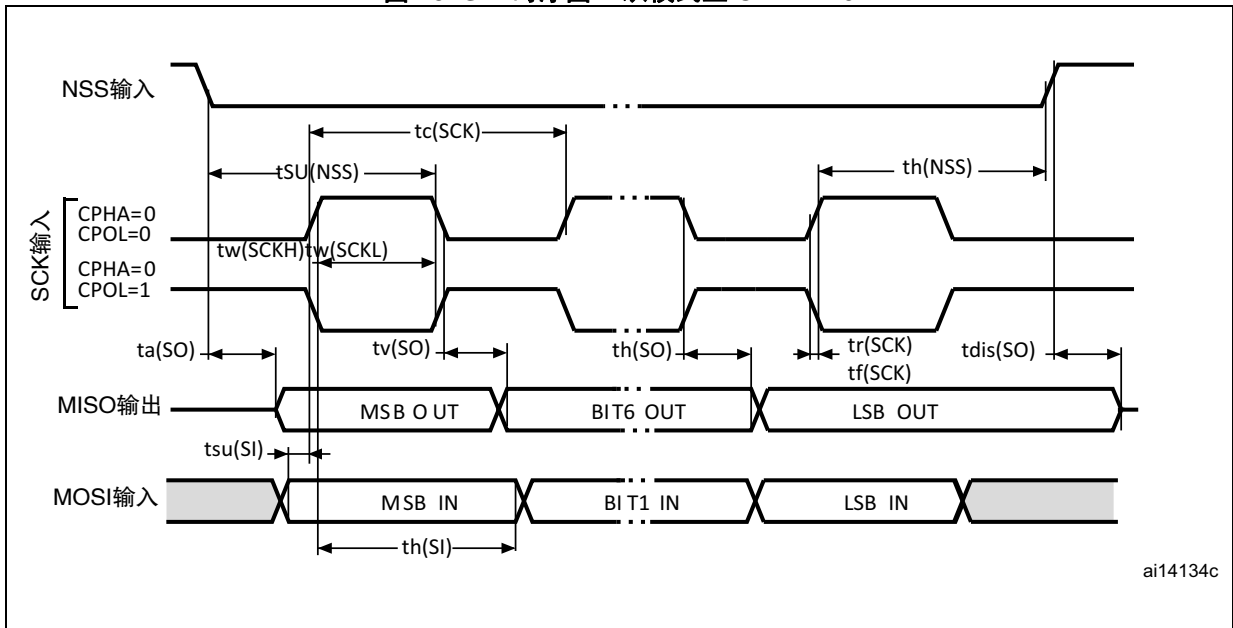 NSS输入
tc(SCK)
tSU(NSS)
th(NSS)
SCK输入
CPHA=0
CPOL=0
tw(SCKH)tw(SCKL)
CPHA=0
CPOL=1
ta(SO)
tv(SO)
th(SO)
tr(SCK)
tf(SCK)
tdis(SO)
MISO输出
MSB OUT
BIT6 OUT
LSB OUT
tsu(SI)
MOSI输入
MSB IN
BIT1 IN
LSB IN
th(SI)
ai14134c